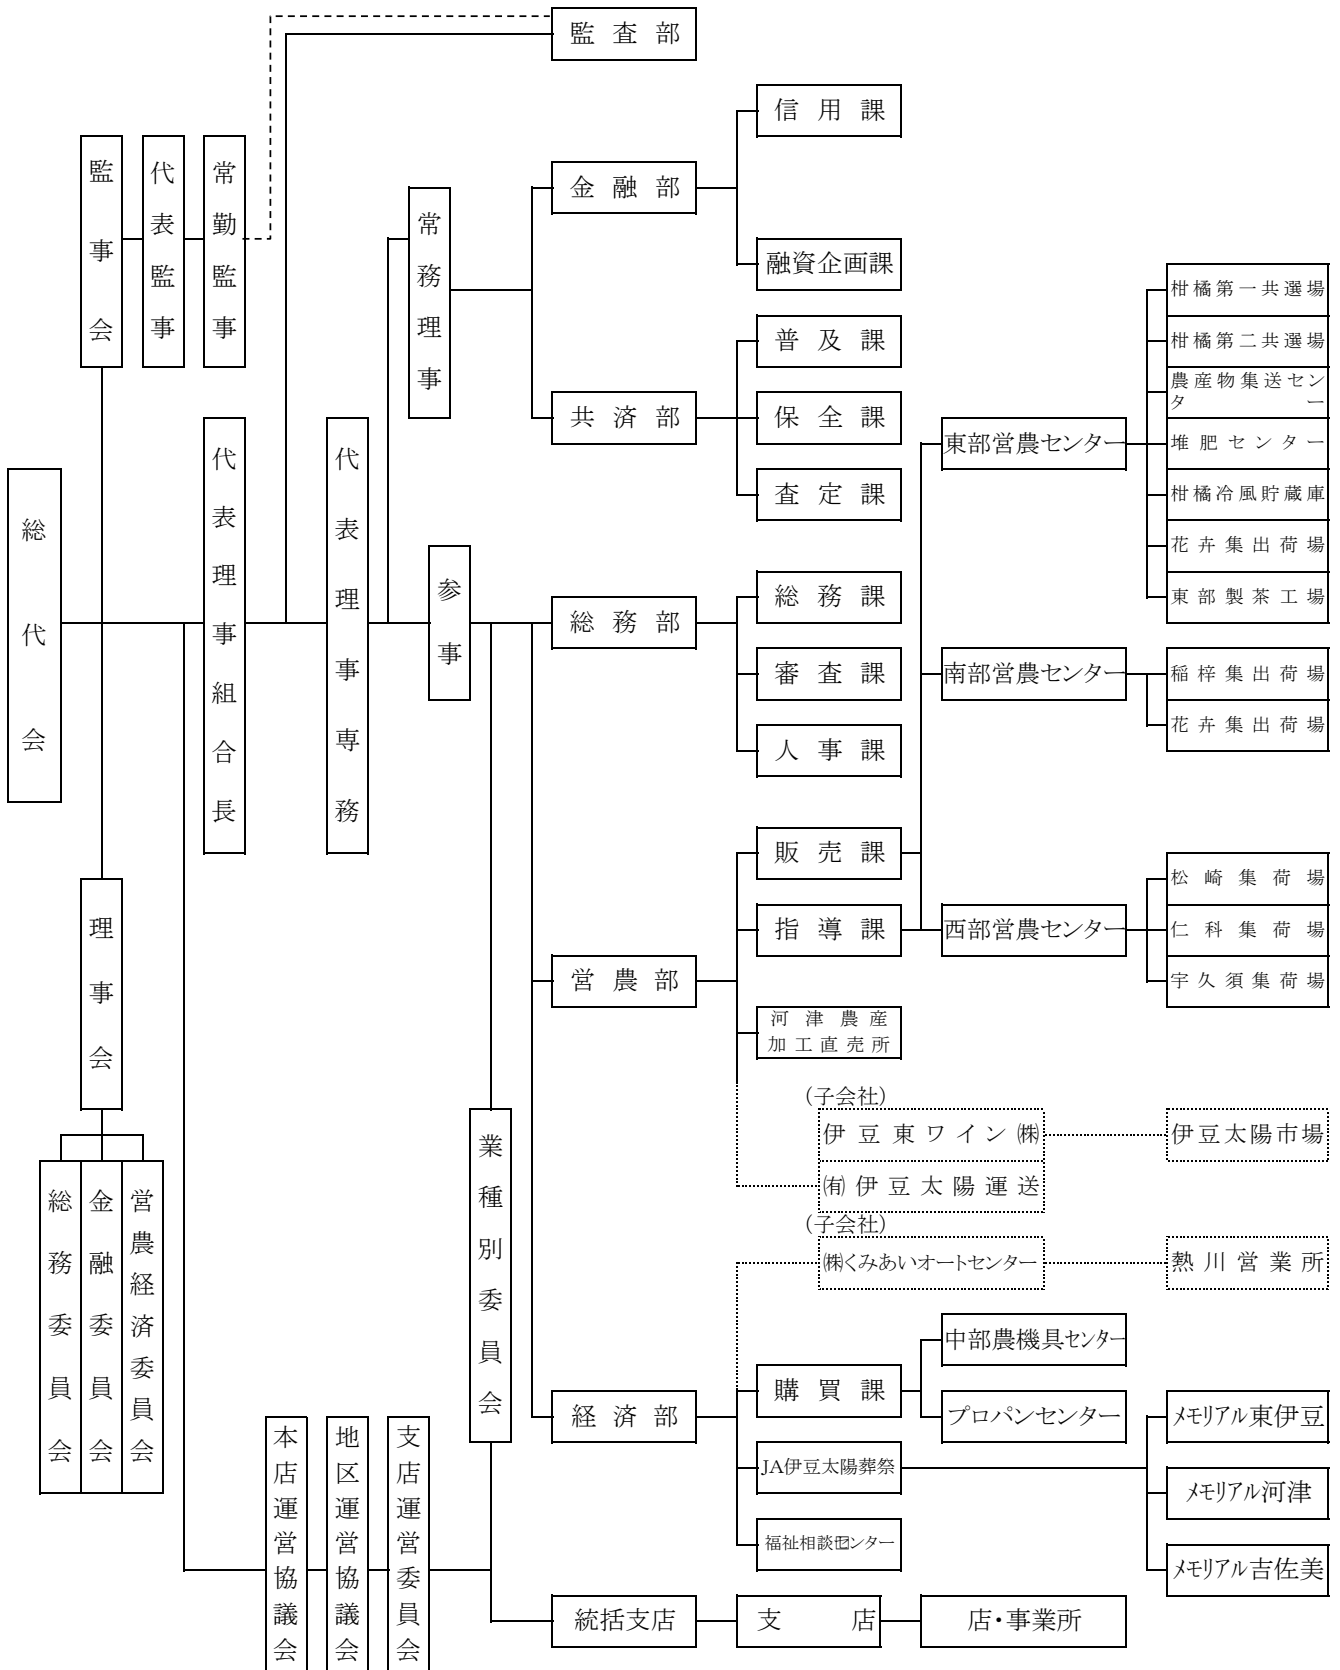 監査部
信用課
監事会
代表監事
常勤監事
金融部
常務理事
融資企画課
柑橘第一共選場
普及課
柑橘第二共選場
農産物集送セン
ター
共済部
保全課
東部営農センター
堆肥センター
査定課
柑橘冷風貯蔵庫
花卉集出荷場
総代会
代表理事組合長
代表理事専務
参事
総務部
総務課
東部製茶工場
審査課
南部営農センター
稲梓集出荷場
人事課
花卉集出荷場
販売課
松崎集荷場
理事会
指導課
西部営農センター
仁科集荷場
営農部
宇久須集荷場
河津農産
加工直売所
(子会社)
業種別委員会
伊豆東ワイン㈱
伊豆太陽市場
総務委員会
金融委員会
営農経済委員会
㈲伊豆太陽運送
(子会社)
㈱くみあいオートセンター
熱川営業所
中部農機具センター
購買課
経済部
プロパンセンター
メモリアル東伊豆
本店運営協議会
地区運営協議会
支店運営委員会
JA伊豆太陽葬祭
メモリアル河津
福祉相談センター
メモリアル吉佐美
統括支店
支店
店・事業所